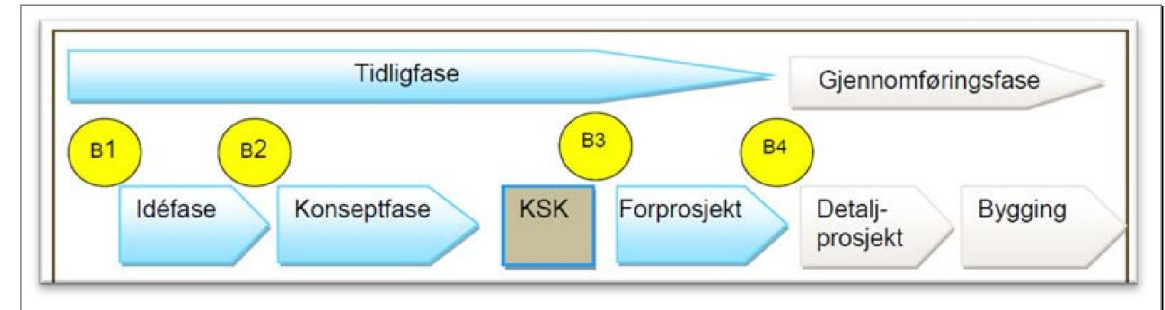 Tidligfase
Gjennomføringsfase
B1
B2
B3
B4
Idéfase
Konseptfase
KSK
Forprosjekt
Detalj-
prosjekt
Bygging